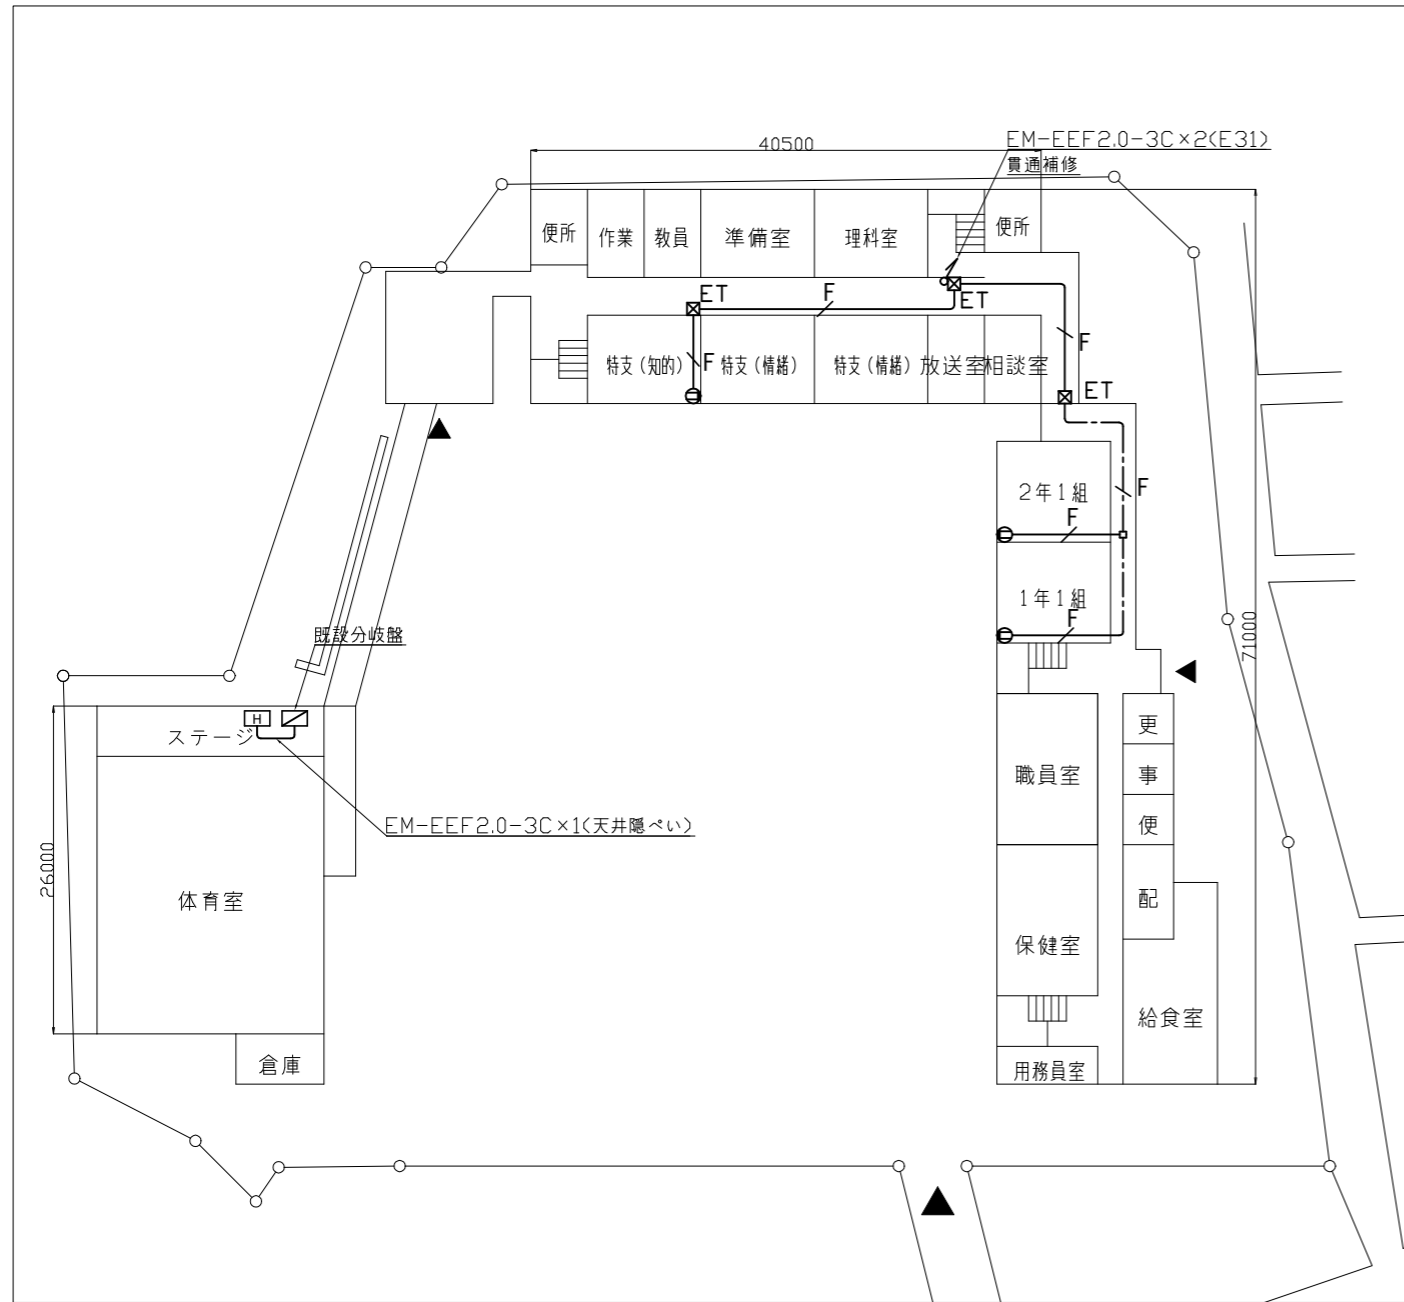 40500
EM-EEF2.0-3C×2(E31)
貫通補修
便所
作業
教員
準備室
理科室
便所
ET
F
ET
F
特支(知的)
F
特支(情緒)
特支(情緒)
放送室
相談室
ET
F
2年1組
F
1年1組
F
71000
既設分岐盤
H
ステージ
更
職員室
事
EM-EEF2.0-3C×1(天井隠ぺい)
便
26000
体育室
配
保健室
給食室
倉庫
用務員室